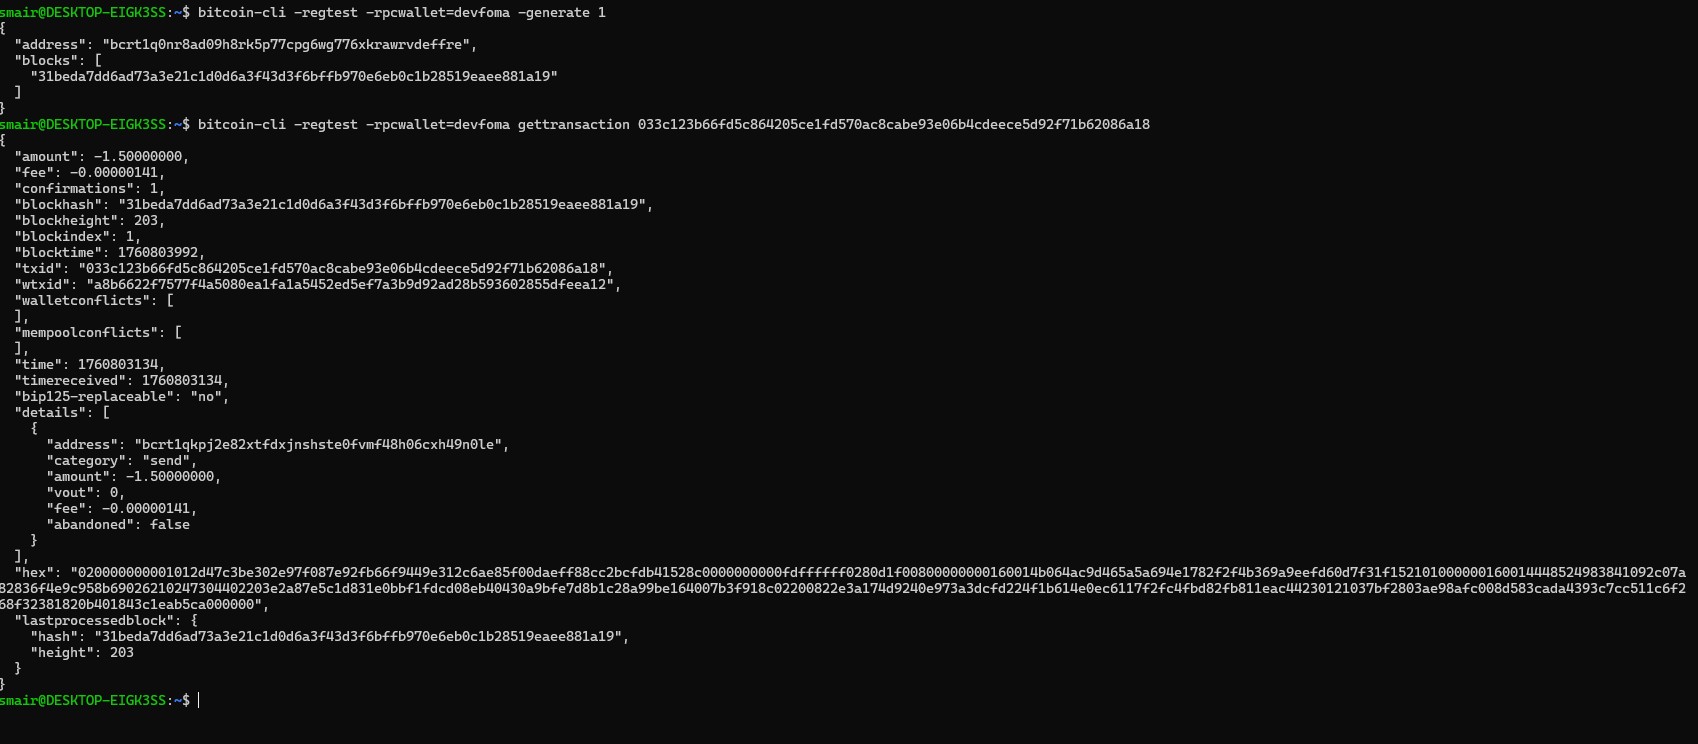 smair@DESKTOP-EIGK3SS:~$ bitcoin-cli -regtest -rpcwallet=devfoma -generate 1
{
  "address": "bcrt1q0nr8ad09h8rk5p77cpg6wg776xkrawrvdeffre",
  "blocks": [
    "31beda7dd6ad73a3e21c1d0d6a3f43d3f6bffb970e6eb0c1b28519eaee881a19"
  ]
}
smair@DESKTOP-EIGK3SS:~$ bitcoin-cli -regtest -rpcwallet=devfoma gettransaction 033c123b66fd5c864205ce1fd570ac8cabe93e06b4cdeece5d92f71b62086a18
{
  "amount": -1.50000000,
  "fee": -0.00000141,
  "confirmations": 1,
  "blockhash": "31beda7dd6ad73a3e21c1d0d6a3f43d3f6bffb970e6eb0c1b28519eaee881a19",
  "blockheight": 203,
  "blockindex": 1,
  "blocktime": 1760803992,
  "txid": "033c123b66fd5c864205ce1fd570ac8cabe93e06b4cdeece5d92f71b62086a18",
  "wtxid": "a8b6622f7577f4a5080ea1fa1a5452ed5ef7a3b9d92ad28b593602855dfeea12",
  "walletconflicts": [
  ],
  "mempoolconflicts": [
  ],
  "time": 1760803134,
  "timereceived": 1760803134,
  "bip125-replaceable": "no",
  "details": [
    {
      "address": "bcrt1qkpj2e82xtfdxjnshste0fvmf48h06cxh49n0le",
      "category": "send",
      "amount": -1.50000000,
      "vout": 0,
      "fee": -0.00000141,
      "abandoned": false
    }
  ],
  "hex": "020000000001012d47c3be302e97f087e92fb66f9449e312c6ae85f00daeff88cc2bcfdb41528c0000000000fdffffff0280d1f00800000000160014b064ac9d465a5a694e1782f2f4b369a9eefd60d7f31f1521010000001600144485249838410​92c07a
82836f4e9c958b69026210247304402203e2a87e5c1d831e0bbf1fdcd08eb40430a9bfe7d8b1c28a99be164007b3f918c02200822e3a174d9240e973a3dcfd224f1b614e0ec6117f2fc4fbd82fb811eac44230121037bf2803ae98afc008d583cada4393c7cc511c6f2
68f32381820b401843c1eab5ca000000",
  "lastprocessedblock": {
    "hash": "31beda7dd6ad73a3e21c1d0d6a3f43d3f6bffb970e6eb0c1b28519eaee881a19",
    "height": 203
  }
}
smair@DESKTOP-EIGK3SS:~$